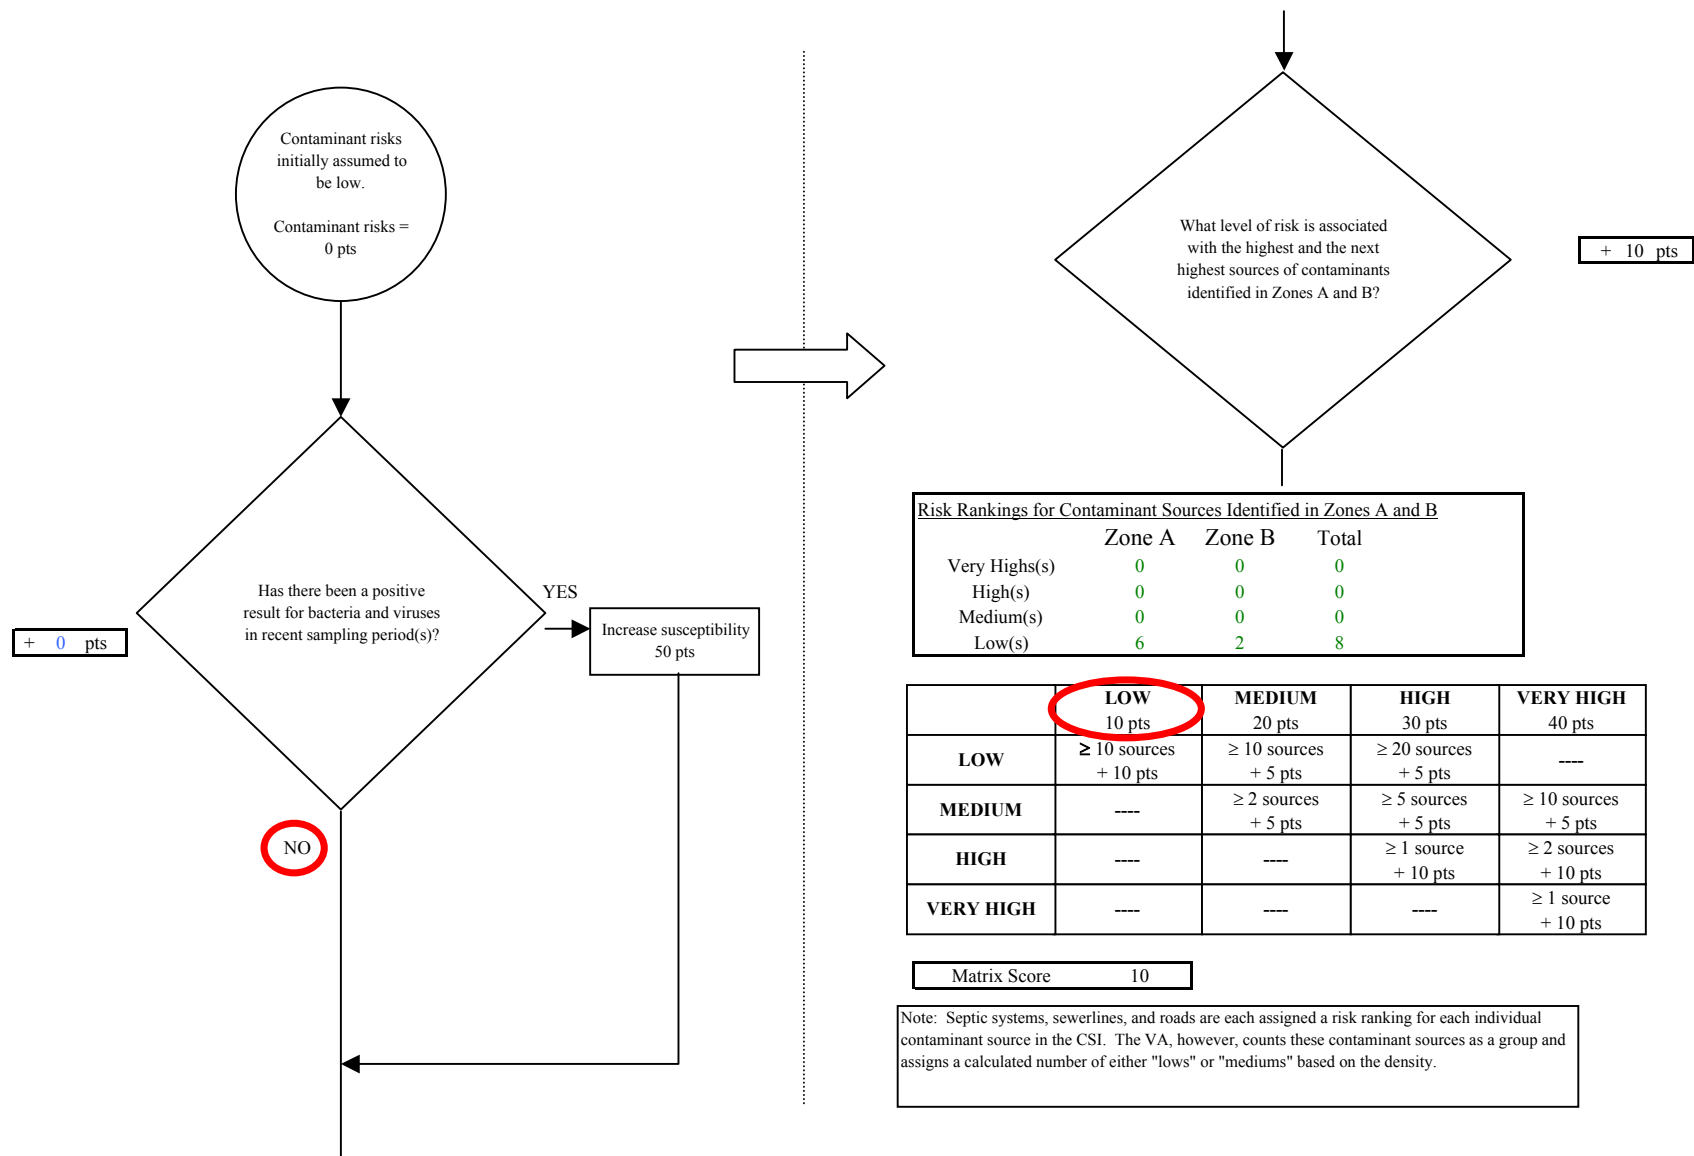 Contaminant risks
initially assumed to
be low.
Contaminant risks =
0 pts
Has there been a positive
result for bacteria and viruses
in recent sampling period(s)?
+ 0 pts
YES
Increase susceptibility
50 pts
NO
What level of risk is associated
with the highest and the next
highest sources of contaminants
identified in Zones A and B?
+ 10 pts
Risk Rankings for Contaminant Sources Identified in Zones A and B
Zone A Zone B Total
Very Highs(s) 0 0 0
High(s) 0 0 0
Medium(s) 0 0 0
Low(s) 6 2 8
LOW MEDIUM HIGH VERY HIGH
10 pts 20 pts 30 pts 40 pts
LOW ≥ 10 sources ≥ 10 sources ≥ 20 sources ----
+ 10 pts + 5 pts + 5 pts
MEDIUM ---- ≥ 2 sources ≥ 5 sources ≥ 10 sources
+ 5 pts + 5 pts + 5 pts
HIGH ---- ---- ≥ 1 source ≥ 2 sources
+ 10 pts + 10 pts
VERY HIGH ---- ---- ---- ≥ 1 source
+ 10 pts
Matrix Score 10
Note: Septic systems, sewerlines, and roads are each assigned a risk ranking for each individual
contaminant source in the CSI. The VA, however, counts these contaminant sources as a group and
assigns a calculated number of either "lows" or "mediums" based on the density.